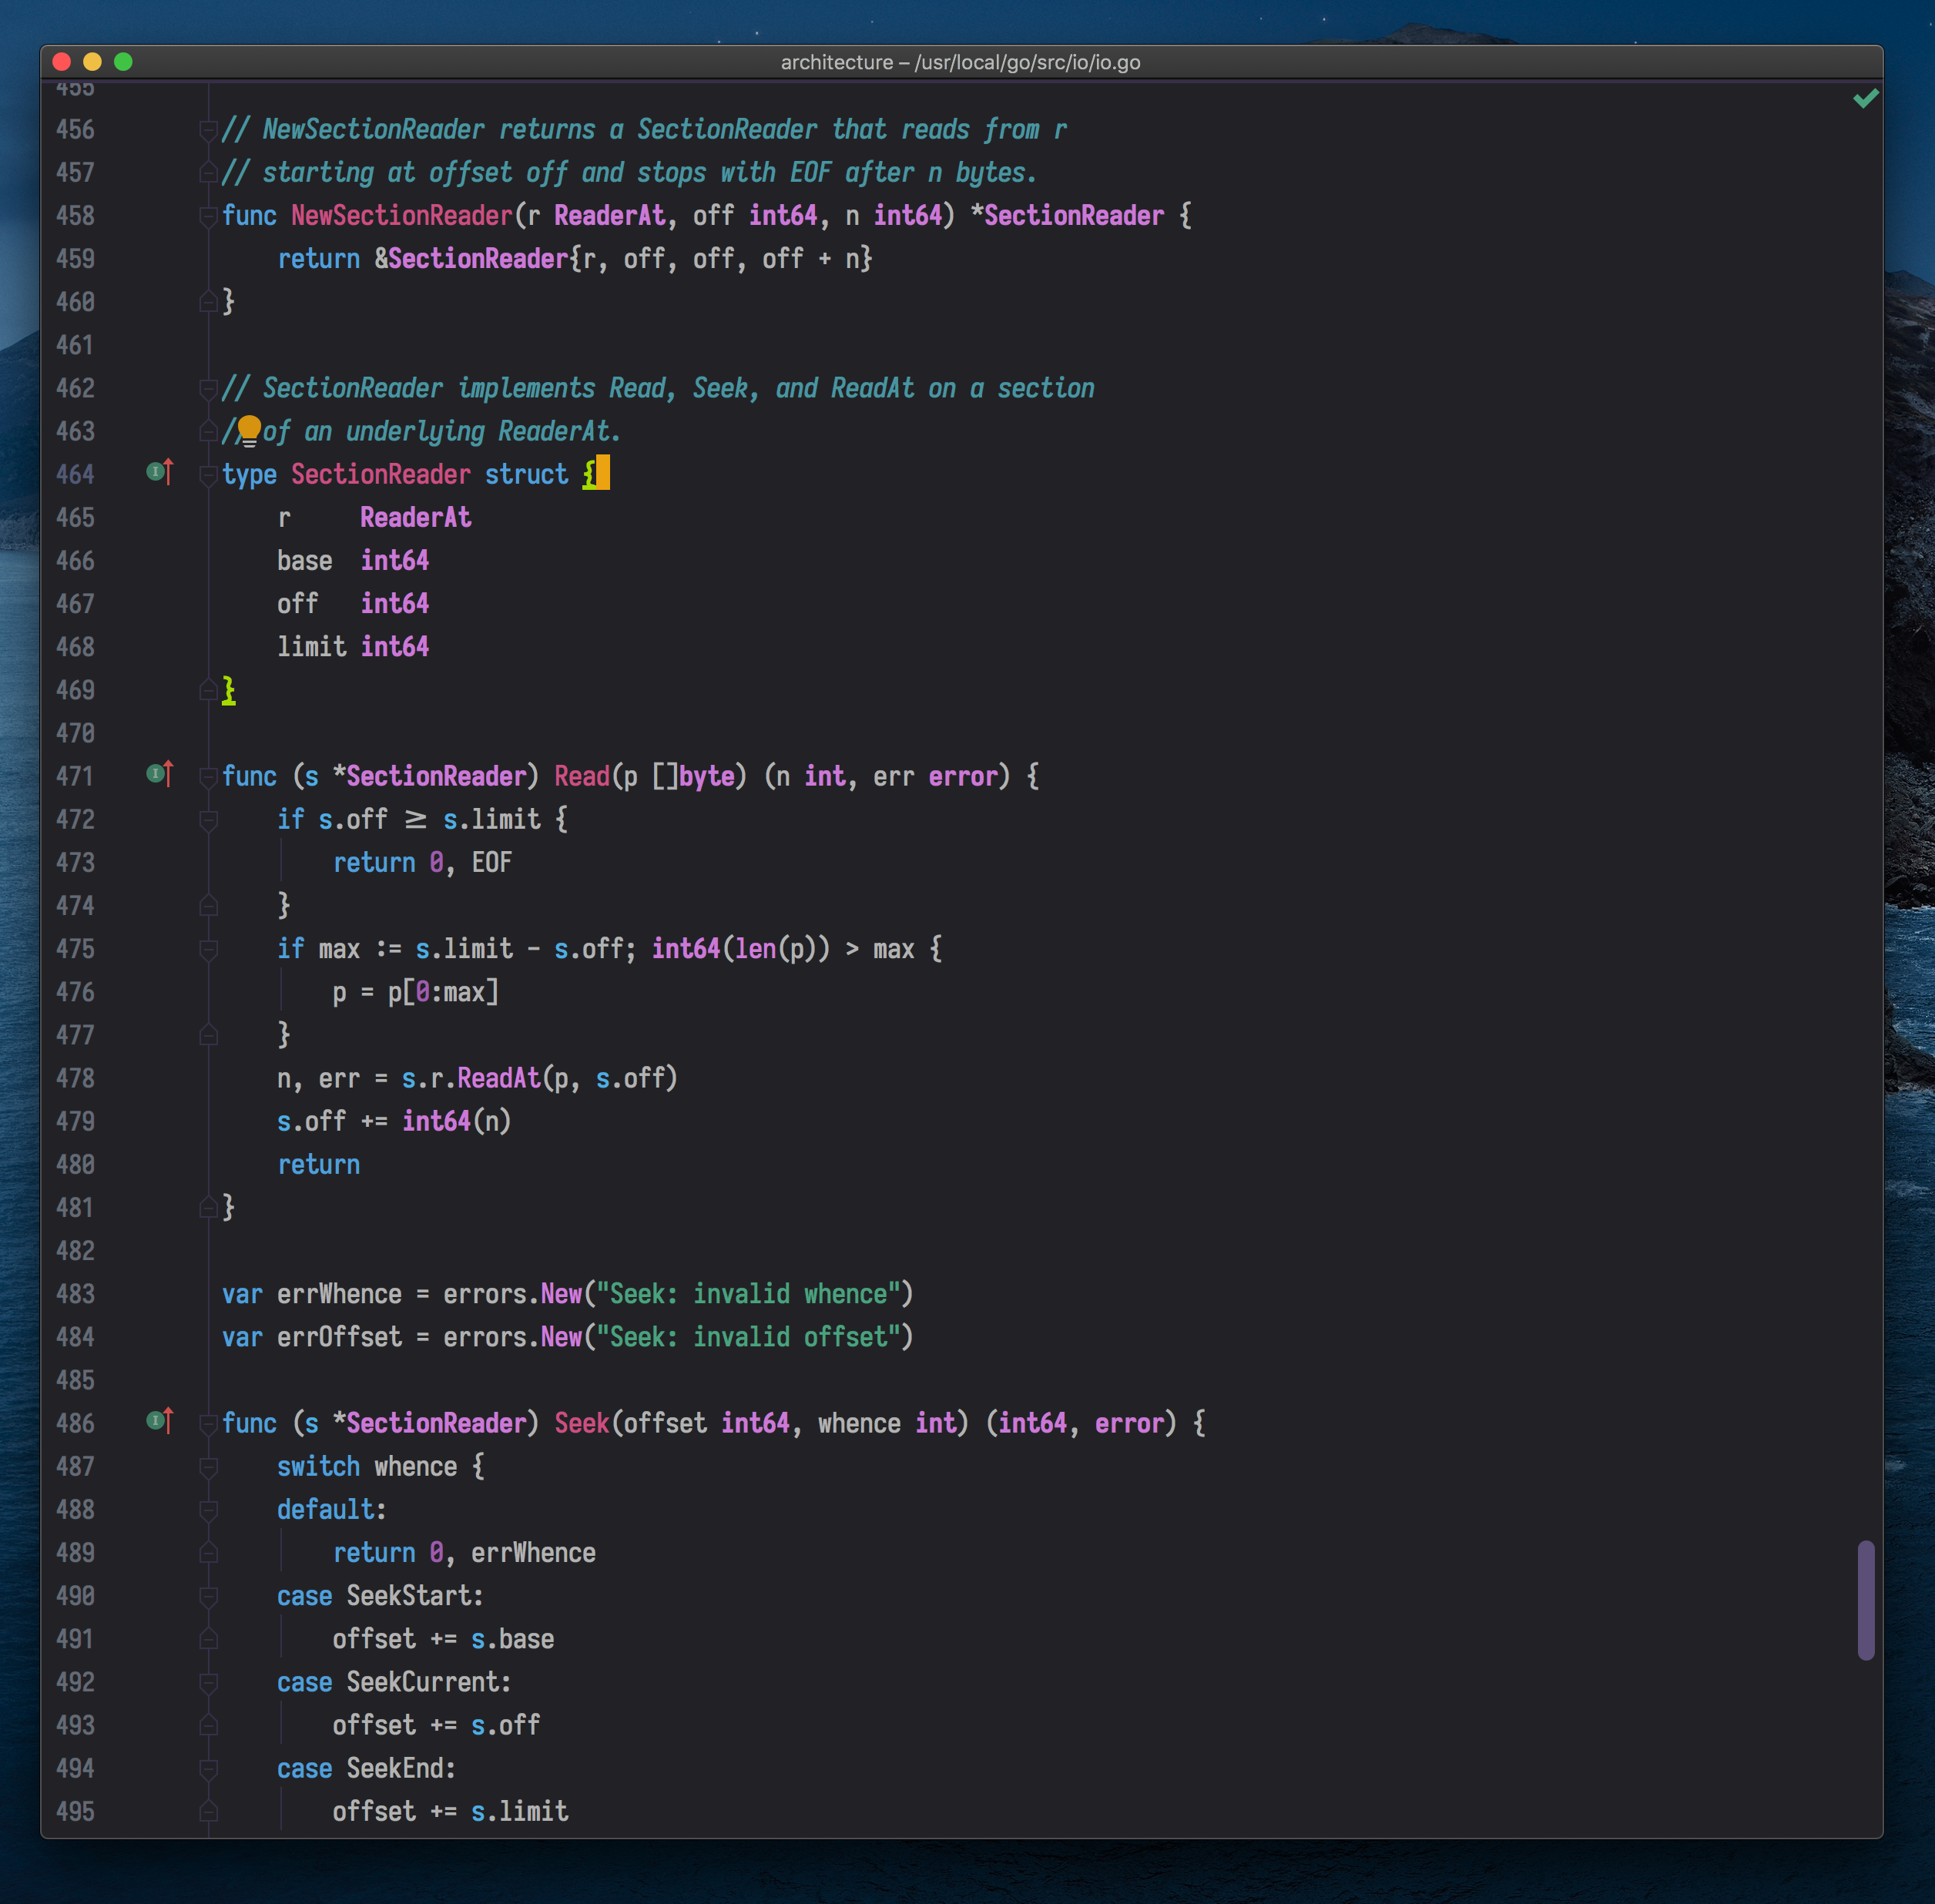 architecture – /usr/local/go/src/io/io.go
455
456 // NewSectionReader returns a SectionReader that reads from r
457 // starting at offset off and stops with EOF after n bytes.
458 func NewSectionReader(r ReaderAt, off int64, n int64) *SectionReader {
459     return &SectionReader{r, off, off, off + n}
460 }
461
462 // SectionReader implements Read, Seek, and ReadAt on a section
463 // of an underlying ReaderAt.
464 type SectionReader struct {
465     r     ReaderAt
466     base  int64
467     off   int64
468     limit int64
469 }
470
471 func (s *SectionReader) Read(p []byte) (n int, err error) {
472     if s.off ≥ s.limit {
473         return 0, EOF
474     }
475     if max := s.limit - s.off; int64(len(p)) > max {
476         p = p[0:max]
477     }
478     n, err = s.r.ReadAt(p, s.off)
479     s.off += int64(n)
480     return
481 }
482
483 var errWhence = errors.New("Seek: invalid whence")
484 var errOffset = errors.New("Seek: invalid offset")
485
486 func (s *SectionReader) Seek(offset int64, whence int) (int64, error) {
487     switch whence {
488     default:
489         return 0, errWhence
490     case SeekStart:
491         offset += s.base
492     case SeekCurrent:
493         offset += s.off
494     case SeekEnd:
495         offset += s.limit